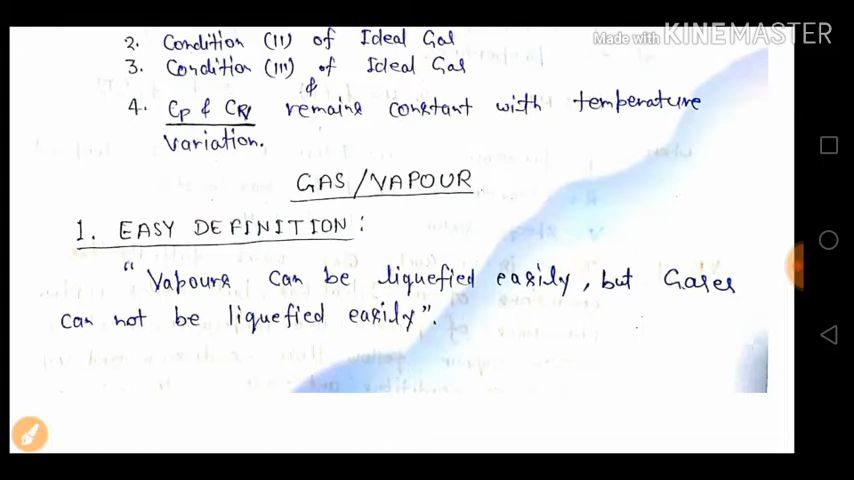 2. Condition (II) of Ideal Gas
Made with KINEMASTER
3. Condition (III) of Ideal Gas
&
4. Cp & Cv remains constant with temperature
variation.
GAS/VAPOUR
1. EASY DEFINITION:
"Vapours can be liquefied easily, but Gases
can not be liquefied easily".